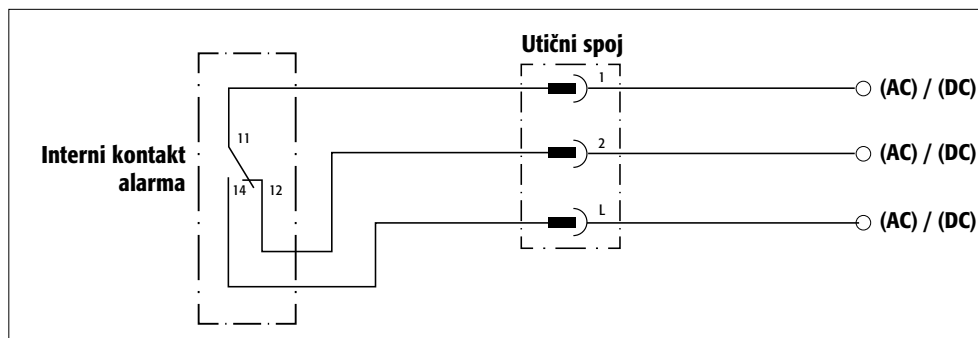 Utični spoj
1
(AC) / (DC)
11
Interni kontakt
alarma
2
(AC) / (DC)
14
12
L
(AC) / (DC)